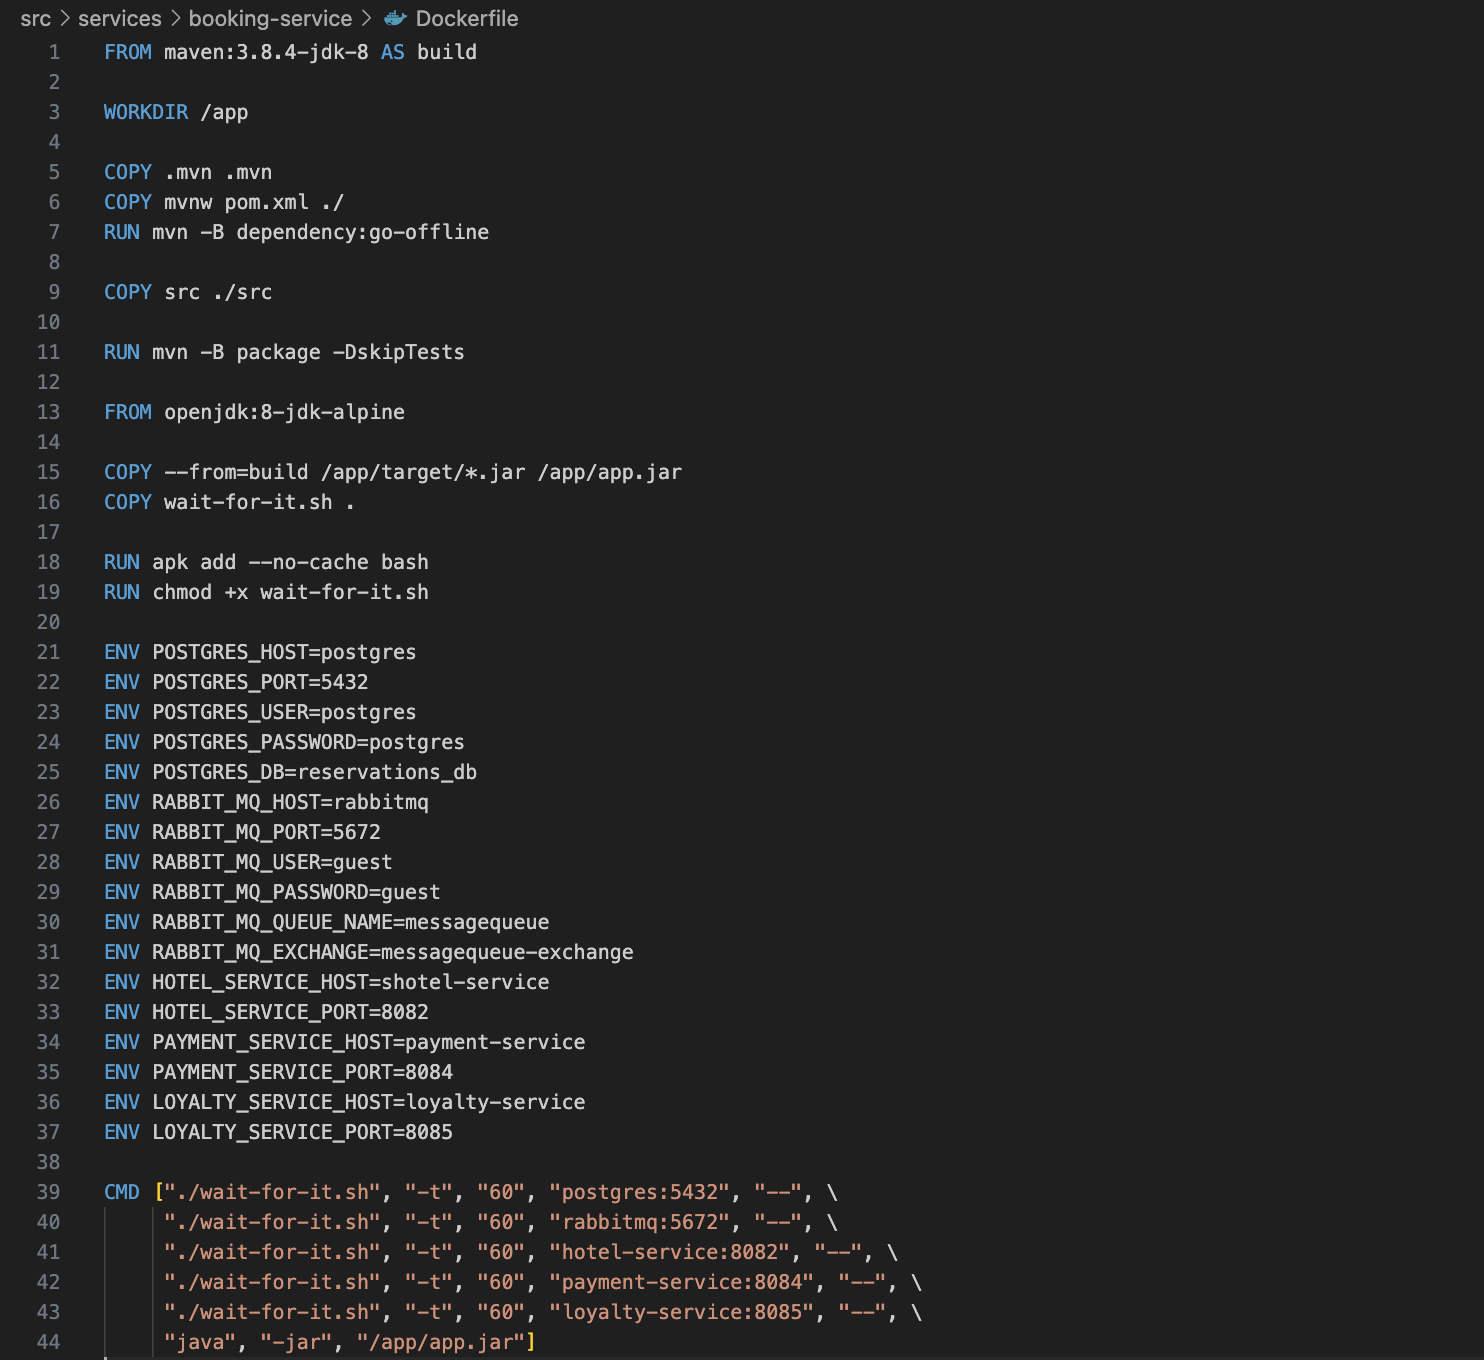 src > services > booking-service > Dockerfile
1 FROM maven:3.8.4-jdk-8 AS build
2
3 WORKDIR /app
4
5 COPY .mvn .mvn
6 COPY mvnw pom.xml ./
7 RUN mvn -B dependency:go-offline
8
9 COPY src ./src
10
11 RUN mvn -B package -DskipTests
12
13 FROM openjdk:8-jdk-alpine
14
15 COPY --from=build /app/target/*.jar /app/app.jar
16 COPY wait-for-it.sh .
17
18 RUN apk add --no-cache bash
19 RUN chmod +x wait-for-it.sh
20
21 ENV POSTGRES_HOST=postgres
22 ENV POSTGRES_PORT=5432
23 ENV POSTGRES_USER=postgres
24 ENV POSTGRES_PASSWORD=postgres
25 ENV POSTGRES_DB=reservations_db
26 ENV RABBIT_MQ_HOST=rabbitmq
27 ENV RABBIT_MQ_PORT=5672
28 ENV RABBIT_MQ_USER=guest
29 ENV RABBIT_MQ_PASSWORD=guest
30 ENV RABBIT_MQ_QUEUE_NAME=messagequeue
31 ENV RABBIT_MQ_EXCHANGE=messagequeue-exchange
32 ENV HOTEL_SERVICE_HOST=shotel-service
33 ENV HOTEL_SERVICE_PORT=8082
34 ENV PAYMENT_SERVICE_HOST=payment-service
35 ENV PAYMENT_SERVICE_PORT=8084
36 ENV LOYALTY_SERVICE_HOST=loyalty-service
37 ENV LOYALTY_SERVICE_PORT=8085
38
39 CMD ["./wait-for-it.sh", "-t", "60", "postgres:5432", "--", \
40 "./wait-for-it.sh", "-t", "60", "rabbitmq:5672", "--", \
41 "./wait-for-it.sh", "-t", "60", "hotel-service:8082", "--", \
42 "./wait-for-it.sh", "-t", "60", "payment-service:8084", "--", \
43 "./wait-for-it.sh", "-t", "60", "loyalty-service:8085", "--", \
44 "java", "-jar", "/app/app.jar"]